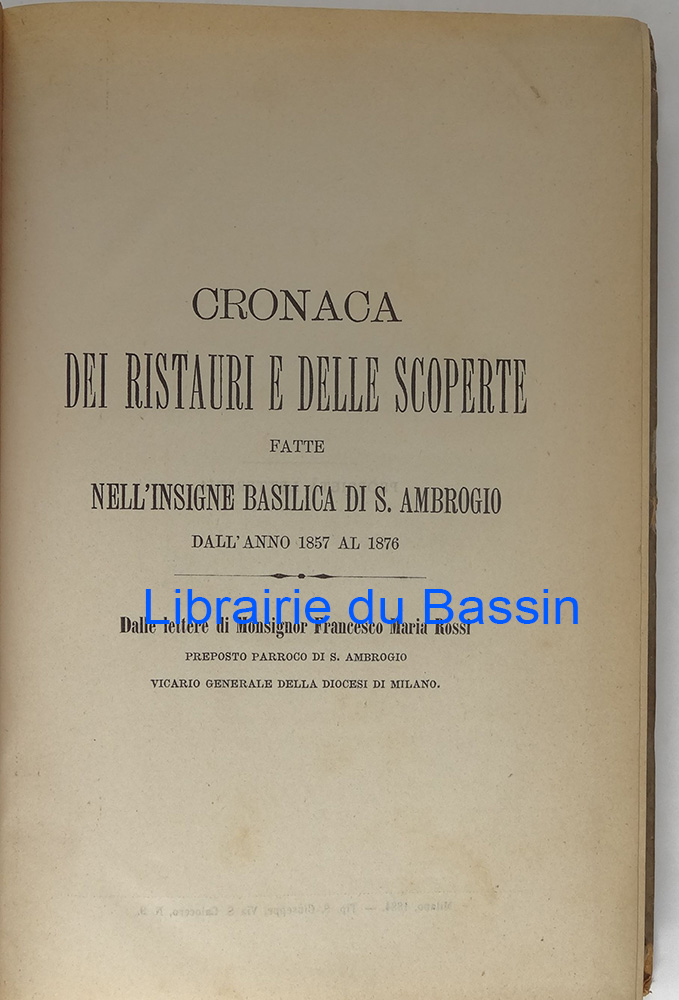 CRONACA
DEI RISTAURI E DELLE SCOPERTE
FATTE
NELL'INSIGNE BASILICA DI S. AMBROGIO
DALL'ANNO 1857 AL 1876
Librairie du Bassin
Dalle lettere di Monsignor Francesco Maria Rossi
PREPOSTO PARROCO DI S. AMBROGIO
VICARIO GENERALE DELLA DIOCESI DI MILANO.